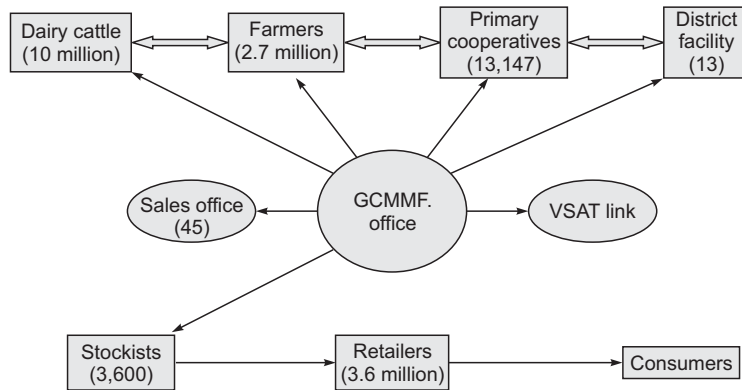 Dairy cattle
(10 million)
Farmers
(2.7 million)
Primary
cooperatives
(13,147)
District
facility
(13)
Sales office
(45)
GCMMF.
office
VSAT link
Stockists
(3,600)
Retailers
(3.6 million)
Consumers